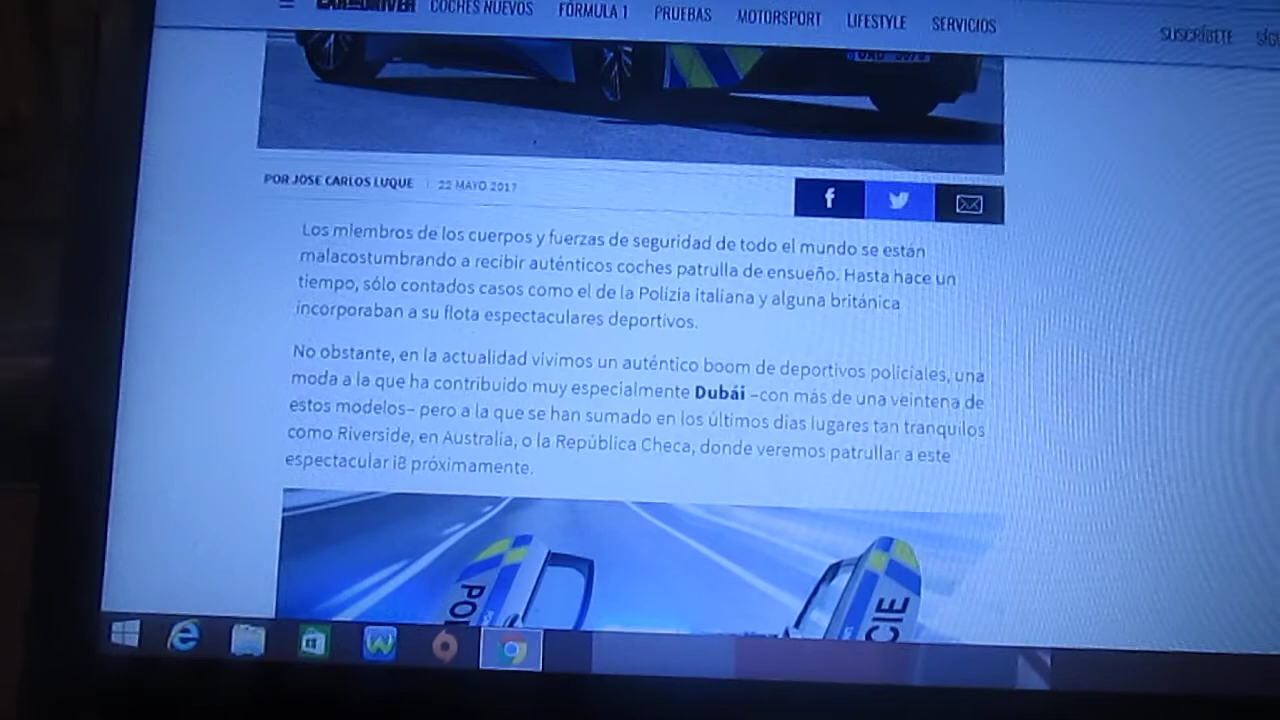 CAR AND DRIVER COCHES NUEVOS FÓRMULA 1 PRUEBAS MOTORSPORT LIFESTYLE SERVICIOS SUSCRÍBETE
POR JOSE CARLOS LUQUE 22 MAYO 2017
Los miembros de los cuerpos y fuerzas de seguridad de todo el mundo se están
malacostumbrando a recibir auténticos coches patrulla de ensueño. Hasta hace un
tiempo, sólo contados casos como el de la Polizia italiana y alguna británica
incorporaban a su flota espectaculares deportivos.
No obstante, en la actualidad vivimos un auténtico boom de deportivos policiales, una
moda a la que ha contribuido muy especialmente Dubái –con más de una veintena de
estos modelos– pero a la que se han sumado en los últimos días lugares tan tranquilos
como Riverside, en Australia, o la República Checa, donde veremos patrullar a este
espectacular i8 próximamente.
PO
CIE